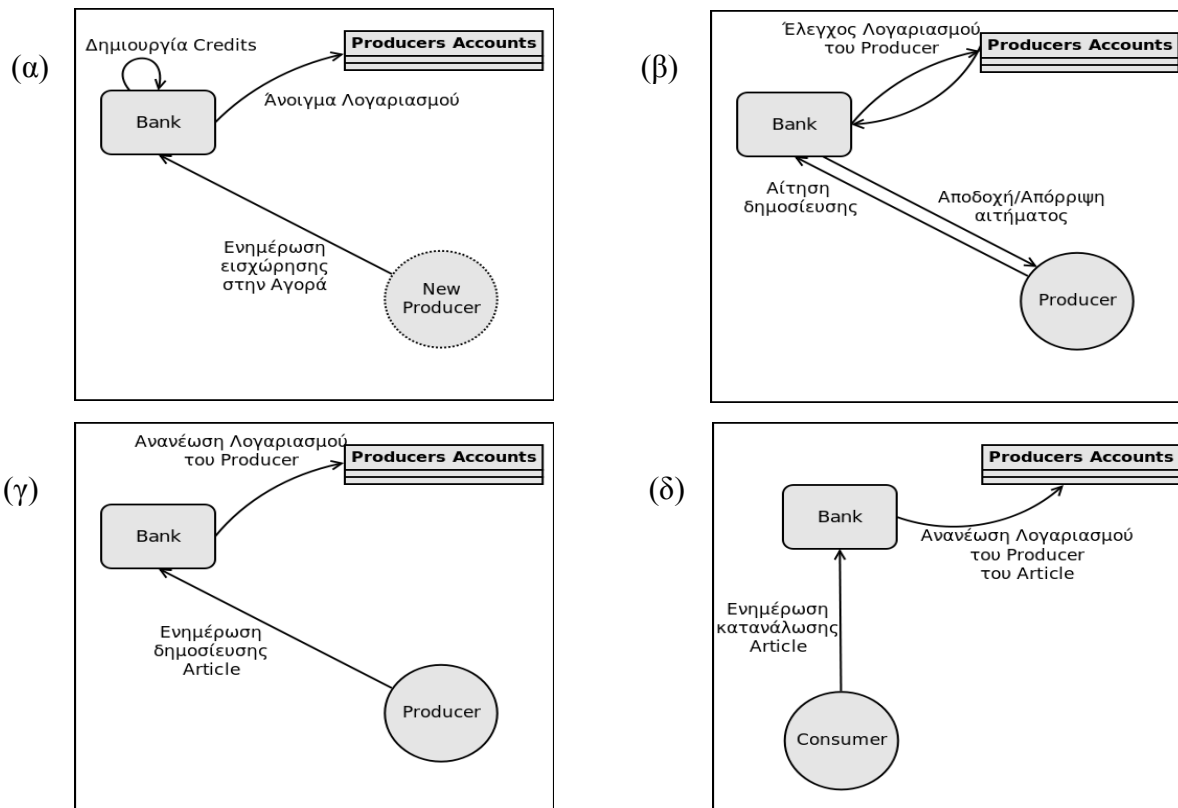 (α)
Δημιουργία Credits
Producers Accounts
Bank
Άνοιγμα Λογαριασμού
Ενημέρωση
εισχώρησης
στην Αγορά
New
Producer
(β)
Έλεγχος Λογαριασμού
του Producer
Producers Accounts
Bank
Αίτηση
δημοσίευσης
Αποδοχή/Απόρριψη
αιτήματος
Producer
(γ)
Ανανέωση Λογαριασμού
του Producer
Producers Accounts
Bank
Ενημέρωση
δημοσίευσης
Article
Producer
(δ)
Producers Accounts
Bank
Ανανέωση Λογαριασμού
του Producer
του Article
Ενημέρωση
κατανάλωσης
Article
Consumer